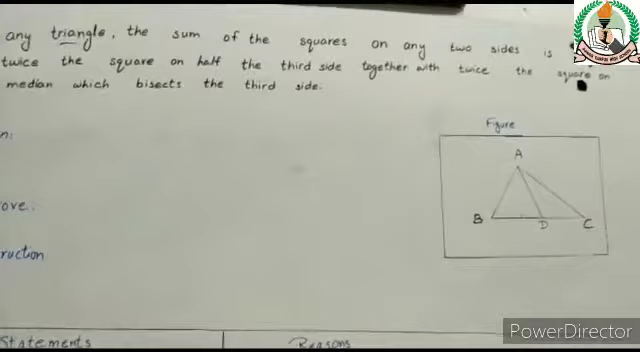 any triangle, the sum of the squares on any two sides is
twice the square on half the third side together with twice the square on
median which bisects the third side.
Figure
n:
A
B D C
ove:
ruction
Statements Reasons
PowerDirector